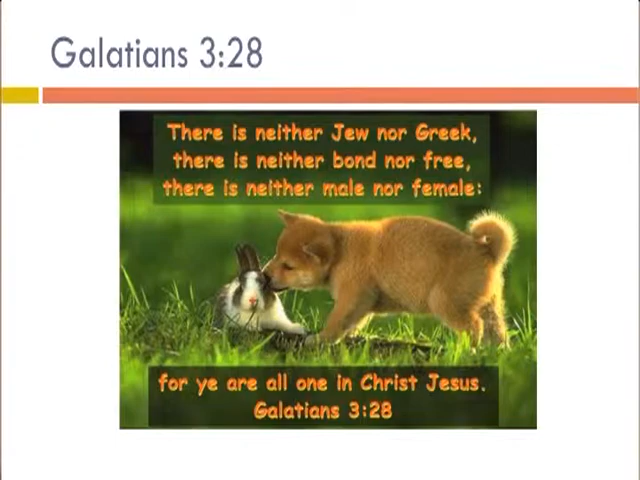 Galatians 3:28
There is neither Jew nor Greek,
there is neither bond nor free,
there is neither male nor female:
for ye are all one in Christ Jesus.
Galatians 3:28